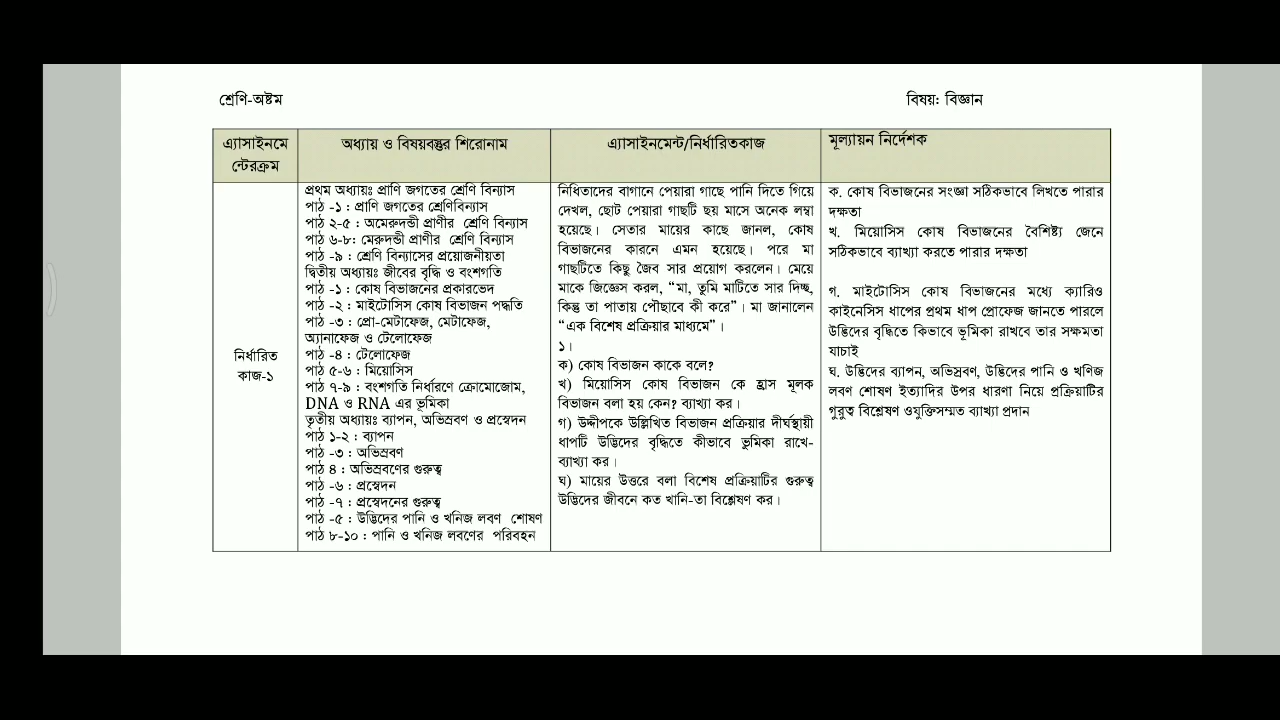 শ্রেণি-অষ্টম
বিষয়: বিজ্ঞান
এ্যাসাইনমে
ন্টেরক্রম
অধ্যায় ও বিষয়বস্তুর শিরোনাম
এ্যাসাইনমেন্ট/নির্ধারিতকাজ
মূল্যায়ন নির্দেশক
নির্ধারিত
কাজ-১
প্রথম অধ্যায়ঃ প্রাণি জগতের শ্রেণি বিন্যাস
পাঠ -১ : প্রাণি জগতের শ্রেণিবিন্যাস
পাঠ ২-৫ : অমেরুদন্ডী প্রাণীর শ্রেণি বিন্যাস
পাঠ ৬-৮: মেরুদন্ডী প্রাণীর শ্রেণি বিন্যাস
পাঠ -৯ : শ্রেণি বিন্যাসের প্রয়োজনীয়তা
দ্বিতীয় অধ্যায়ঃ জীবের বৃদ্ধি ও বংশগতি
পাঠ -১ : কোষ বিভাজনের প্রকারভেদ
পাঠ -২ : মাইটোসিস কোষ বিভাজন পদ্ধতি
পাঠ -৩ : প্রো-মেটাফেজ, মেটাফেজ,
অ্যানাফেজ ও টেলোফেজ
পাঠ -৪ : টেলোফেজ
পাঠ ৫-৬ : মিয়োসিস
পাঠ ৭-৯ : বংশগতি নির্ধারণে ক্রোমোজোম,
DNA ও RNA এর ভূমিকা
তৃতীয় অধ্যায়ঃ ব্যাপন, অভিস্রবণ ও প্রস্বেদন
পাঠ ১-২ : ব্যাপন
পাঠ -৩ : অভিস্রবণ
পাঠ ৪ : অভিস্রবণের গুরুত্ব
পাঠ -৬ : প্রস্বেদন
পাঠ -৭ : প্রস্বেদনের গুরুত্ব
পাঠ -৫ : উদ্ভিদের পানি ও খনিজ লবণ শোষণ
পাঠ ৮-১০ : পানি ও খনিজ লবণের পরিবহন
নিধিতাদের বাগানে পেয়ারা গাছে পানি দিতে গিয়ে
দেখল, ছোট পেয়ারা গাছটি ছয় মাসে অনেক লম্বা
হয়েছে। সেতার মায়ের কাছে জানল, কোষ
বিভাজনের কারনে এমন হয়েছে। পরে মা
গাছটিতে কিছু জৈব সার প্রয়োগ করলেন। মেয়ে
মাকে জিজ্ঞেস করল, “মা, তুমি মাটিতে সার দিচ্ছ,
কিন্তু তা পাতায় পৌছাবে কী করে”। মা জানালেন
“এক বিশেষ প্রক্রিয়ার মাধ্যমে”।
১।
ক) কোষ বিভাজন কাকে বলে?
খ) মিয়োসিস কোষ বিভাজন কে হ্রাস মূলক
বিভাজন বলা হয় কেন? ব্যাখ্যা কর।
গ) উদ্দীপকে উল্লিখিত বিভাজন প্রক্রিয়ার দীর্ঘস্থায়ী
ধাপটি উদ্ভিদের বৃদ্ধিতে কীভাবে ভুমিকা রাখে-
ব্যাখ্যা কর।
ঘ) মায়ের উত্তরে বলা বিশেষ প্রক্রিয়াটির গুরুত্ব
উদ্ভিদের জীবনে কত খানি-তা বিশ্লেষণ কর।
ক. কোষ বিভাজনের সংজ্ঞা সঠিকভাবে লিখতে পারার
দক্ষতা
খ. মিয়োসিস কোষ বিভাজনের বৈশিষ্ট্য জেনে
সঠিকভাবে ব্যাখ্যা করতে পারার দক্ষতা
গ. মাইটোসিস কোষ বিভাজনের মধ্যে ক্যারিও
কাইনেসিস ধাপের প্রথম ধাপ প্রোফেজ জানতে পারলে
উদ্ভিদের বৃদ্ধিতে কিভাবে ভূমিকা রাখবে তার সক্ষমতা
যাচাই
ঘ. উদ্ভিদের ব্যাপন, অভিস্রবণ, উদ্ভিদের পানি ও খণিজ
লবণ শোষণ ইত্যাদির উপর ধারণা নিয়ে প্রক্রিয়াটির
গুরুত্ব বিশ্লেষণ ওযুক্তিসম্মত ব্যাখ্যা প্রদান